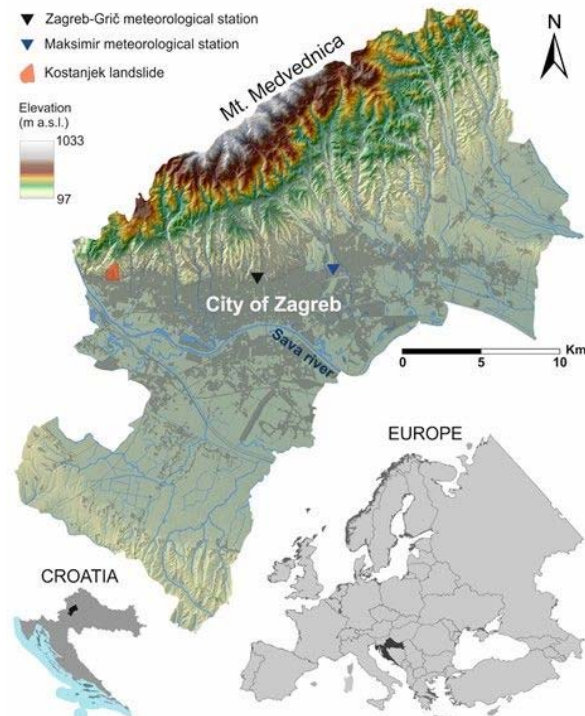 Zagreb-Grič meteorological station
Maksimir meteorological station
Kostanjek landslide
Elevation
(m a.s.l.)
1033
97
Mt. Medvednica
N
City of Zagreb
Sava river
Km
0 5 10
EUROPE
CROATIA